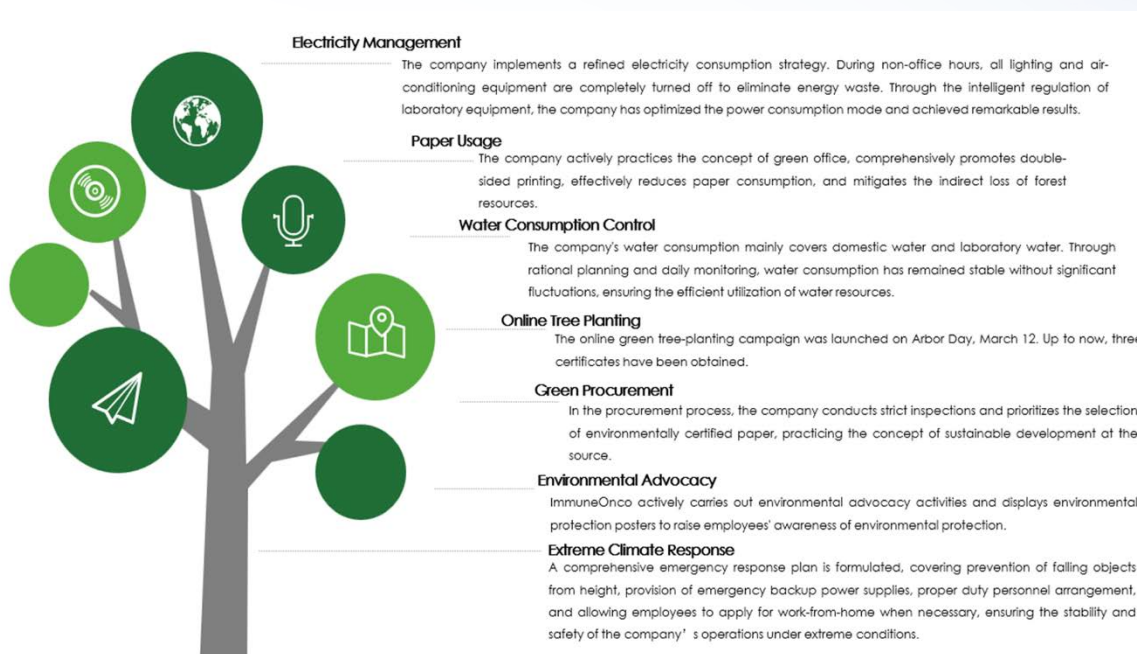 Electricity Management
The company implements a refined electricity consumption strategy. During non-office hours, all lighting and air-
conditioning equipment are completely turned off to eliminate energy waste. Through the intelligent regulation of
laboratory equipment, the company has optimized the power consumption mode and achieved remarkable results.
Paper Usage
The company actively practices the concept of green office, comprehensively promotes double-
sided printing, effectively reduces paper consumption, and mitigates the indirect loss of forest
resources.
Water Consumption Control
The company's water consumption mainly covers domestic water and laboratory water. Through
rational planning and daily monitoring, water consumption has remained stable without significant
fluctuations, ensuring the efficient utilization of water resources.
Online Tree Planting
The online green tree-planting campaign was launched on Arbor Day, March 12. Up to now, three
certificates have been obtained.
Green Procurement
In the procurement process, the company conducts strict inspections and prioritizes the selection
of environmentally certified paper, practicing the concept of sustainable development at the
source.
Environmental Advocacy
ImmuneOnco actively carries out environmental advocacy activities and displays environmental
protection posters to raise employees' awareness of environmental protection.
Extreme Climate Response
A comprehensive emergency response plan is formulated, covering prevention of falling objects
from height, provision of emergency backup power supplies, proper duty personnel arrangement,
and allowing employees to apply for work-from-home when necessary, ensuring the stability and
safety of the company's operations under extreme conditions.